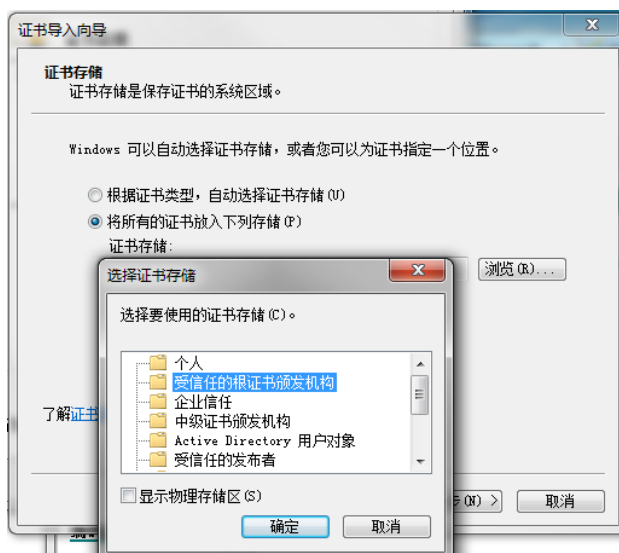 证书导入向导
证书存储
证书存储是保存证书的系统区域。
Windows 可以自动选择证书存储，或者您可以为证书指定一个位置。
根据证书类型，自动选择证书存储(U)
将所有的证书放入下列存储(P)
证书存储：
浏览(R)...
选择证书存储
选择要使用的证书存储(C)。
个人
受信任的根证书颁发机构
企业信任
中级证书颁发机构
Active Directory 用户对象
受信任的发布者
显示物理存储区(S)
确定
取消
了解证书
(N) >
取消